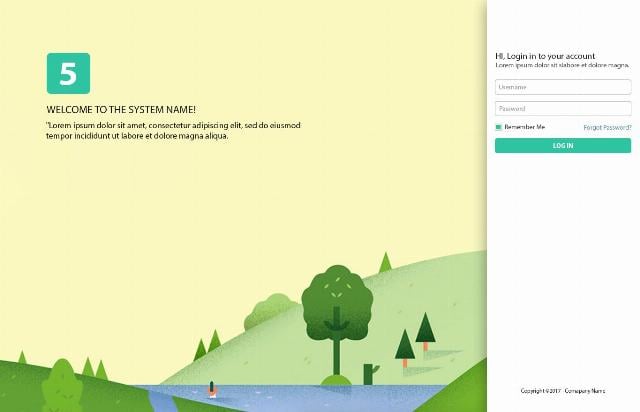 5
WELCOME TO THE SYSTEM NAME!
"Lorem ipsum dolor sit amet, consectetur adipiscing elit, sed do eiusmod
tempor incididunt ut labore et dolore magna aliqua.
Hi, Login in to your account
Lorem ipsum dolor sit slabore et dolore magna.
Username
Password
Remember Me
Forgot Password?
LOG IN
Copyright ©2017 - Comapany Name